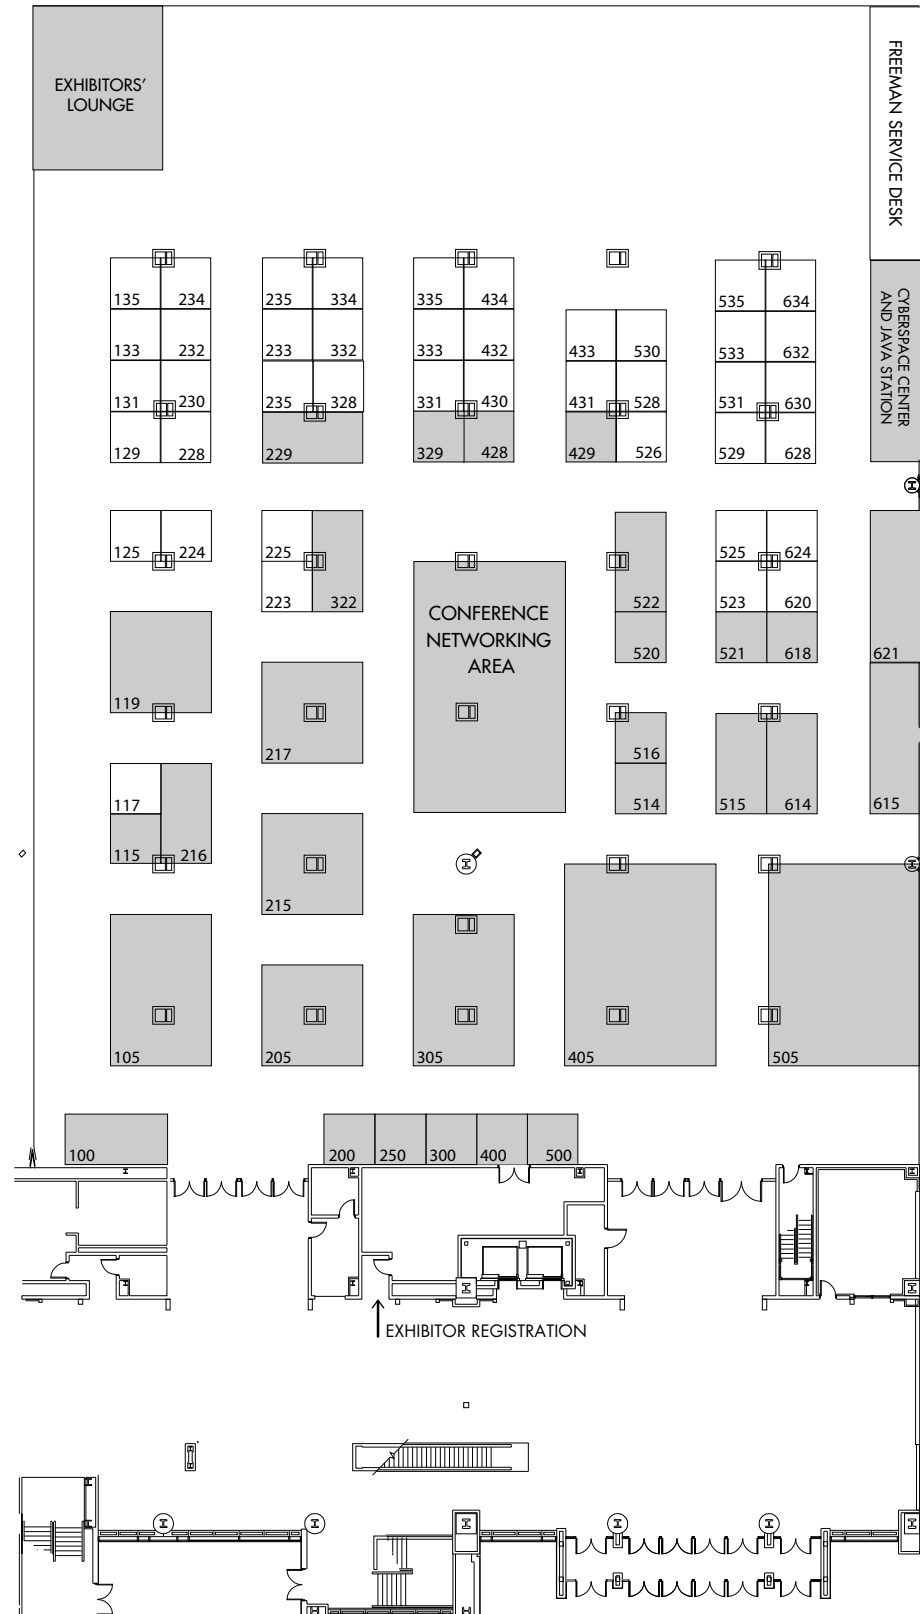 EXHIBITORS'
LOUNGE
FREEMAN SERVICE DESK
CYBERSPACE CENTER
AND JAVA STATION
135 234 235 334 335 434 535 634
133 232 233 332 333 432 433 530 533 632
131 230 235 328 331 430 431 528 531 630
129 228 229 329 428 429 526 529 628
125 224 225 525 624
223 322 522 523 620
CONFERENCE
NETWORKING
AREA
520 521 618 621
119
217 516
117 514 515 614 615
115 216
215
105 205 305 405 505
100 200 250 300 400 500
EXHIBITOR REGISTRATION